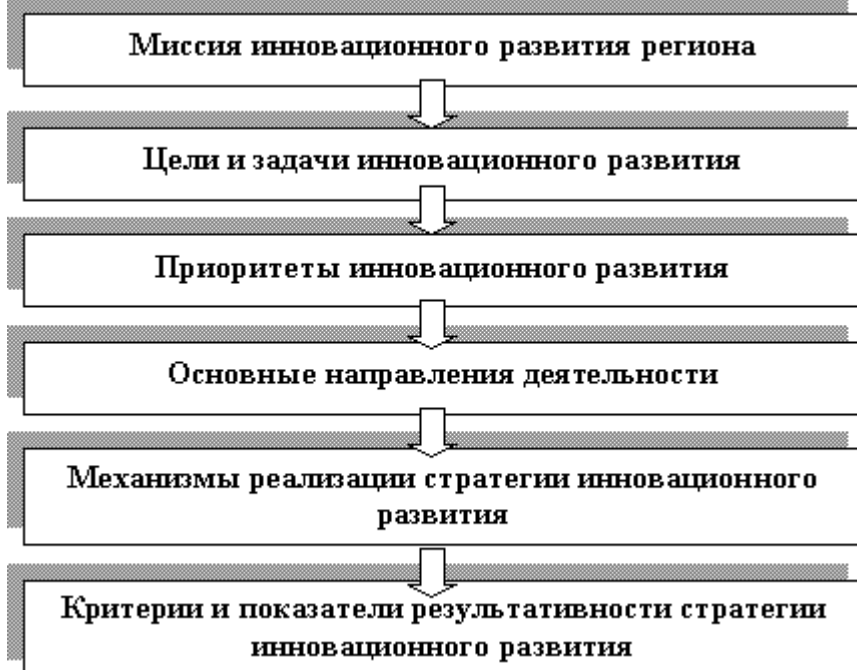 Миссия инновационного развития региона
Цели и задачи инновационного развития
Приоритеты инновационного развития
Основные направления деятельности
Механизмы реализации стратегии инновационного
развития
Критерии и показатели результативности стратегии
инновационного развития